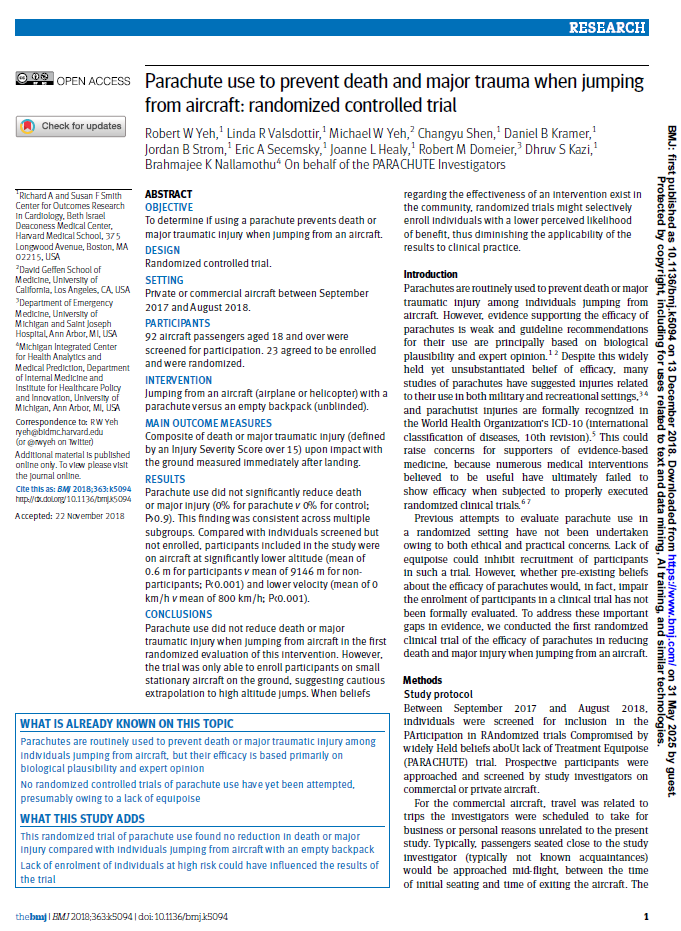 RESEARCH
OPEN ACCESS
Check for updates
Parachute use to prevent death and major trauma when jumping
from aircraft: randomized controlled trial
Robert W Yeh,1 Linda R Valsdottir,1 Michael W Yeh,2 Changyu Shen,1 Daniel B Kramer,1
Jordan B Strom,1 Eric A Secemsky,1 Joanne L Healy,1 Robert M Domeier,3 Dhruv S Kazi,1
Brahmajee K Nallamothu4 On behalf of the PARACHUTE Investigators
1Richard A and Susan F Smith
Center for Outcomes Research
in Cardiology, Beth Israel
Deaconess Medical Center,
Harvard Medical School, 375
Longwood Avenue, Boston, MA
02215, USA
2David Geffen School of
Medicine, University of
California, Los Angeles, CA, USA
3Department of Emergency
Medicine, University of
Michigan and Saint Joseph
Hospital, Ann Arbor, MI, USA
4Michigan Integrated Center
for Health Analytics and
Medical Prediction, Department
of Internal Medicine and
Institute for Healthcare Policy
and Innovation, University of
Michigan, Ann Arbor, MI, USA
Correspondence to: R W Yeh
ryeh@bidmc.harvard.edu
(or @rwyeh on Twitter)
Additional material is published
online only. To view please visit
the journal online.
Cite this as: BMJ 2018;363:k5094
http://dx.doi.org/10.1136/bmj.k5094
Accepted: 22 November 2018
ABSTRACT
OBJECTIVE
To determine if using a parachute prevents death or
major traumatic injury when jumping from an aircraft.
DESIGN
Randomized controlled trial.
SETTING
Private or commercial aircraft between September
2017 and August 2018.
PARTICIPANTS
92 aircraft passengers aged 18 and over were
screened for participation. 23 agreed to be enrolled
and were randomized.
INTERVENTION
Jumping from an aircraft (airplane or helicopter) with a
parachute versus an empty backpack (unblinded).
MAIN OUTCOME MEASURES
Composite of death or major traumatic injury (defined
by an Injury Severity Score over 15) upon impact with
the ground measured immediately after landing.
RESULTS
Parachute use did not significantly reduce death
or major injury (0% for parachute v 0% for control;
P>0.9). This finding was consistent across multiple
subgroups. Compared with individuals screened but
not enrolled, participants included in the study were
on aircraft at significantly lower altitude (mean of
0.6 m for participants v mean of 9146 m for non-
participants; P<0.001) and lower velocity (mean of 0
km/h v mean of 800 km/h; P<0.001).
CONCLUSIONS
Parachute use did not reduce death or major
traumatic injury when jumping from aircraft in the first
randomized evaluation of this intervention. However,
the trial was only able to enroll participants on small
stationary aircraft on the ground, suggesting cautious
extrapolation to high altitude jumps. When beliefs
regarding the effectiveness of an intervention exist in
the community, randomized trials might selectively
enroll individuals with a lower perceived likelihood
of benefit, thus diminishing the applicability of the
results to clinical practice.
Introduction
Parachutes are routinely used to prevent death or major
traumatic injury among individuals jumping from
aircraft. However, evidence supporting the efficacy of
parachutes is weak and guideline recommendations
for their use are principally based on biological
plausibility and expert opinion.1 2 Despite this widely
held yet unsubstantiated belief of efficacy, many
studies of parachutes have suggested injuries related
to their use in both military and recreational settings,3 4
and parachutist injuries are formally recognized in
the World Health Organization's ICD-10 (international
classification of diseases, 10th revision).5 This could
raise concerns for supporters of evidence-based
medicine, because numerous medical interventions
believed to be useful have ultimately failed to
show efficacy when subjected to properly executed
randomized clinical trials.6 7
Previous attempts to evaluate parachute use in
a randomized setting have not been undertaken
owing to both ethical and practical concerns. Lack of
equipoise could inhibit recruitment of participants
in such a trial. However, whether pre-existing beliefs
about the efficacy of parachutes would, in fact, impair
the enrolment of participants in a clinical trial has not
been formally evaluated. To address these important
gaps in evidence, we conducted the first randomized
clinical trial of the efficacy of parachutes in reducing
death and major injury when jumping from an aircraft.
Methods
Study protocol
Between September 2017 and August 2018,
individuals were screened for inclusion in the
PArticipation in RAndomized trials Compromised by
widely Held beliefs aboUt lack of Treatment Equipoise
(PARACHUTE) trial. Prospective participants were
approached and screened by study investigators on
commercial or private aircraft.
For the commercial aircraft, travel was related to
trips the investigators were scheduled to take for
business or personal reasons unrelated to the present
study. Typically, passengers seated close to the study
investigator (typically not known acquaintances)
would be approached mid-flight, between the time
of initial seating and time of exiting the aircraft. The
WHAT IS ALREADY KNOWN ON THIS TOPIC
Parachutes are routinely used to prevent death or major traumatic injury among
individuals jumping from aircraft, but their efficacy is based primarily on
biological plausibility and expert opinion
No randomized controlled trials of parachute use have yet been attempted,
presumably owing to a lack of equipoise
WHAT THIS STUDY ADDS
This randomized trial of parachute use found no reduction in death or major
injury compared with individuals jumping from aircraft with an empty backpack
Lack of enrolment of individuals at high risk could have influenced the results of
the trial
thebmj | BMJ 2018;363:k5094 | doi: 10.1136/bmj.k5094
1
BMJ: first published as 10.1136/bmj.k5094 on 13 December 2018. Downloaded from https://www.bmj.com/ on 31 May 2025 by guest.
Protected by copyright, including for uses related to text and data mining, AI training, and similar technologies.